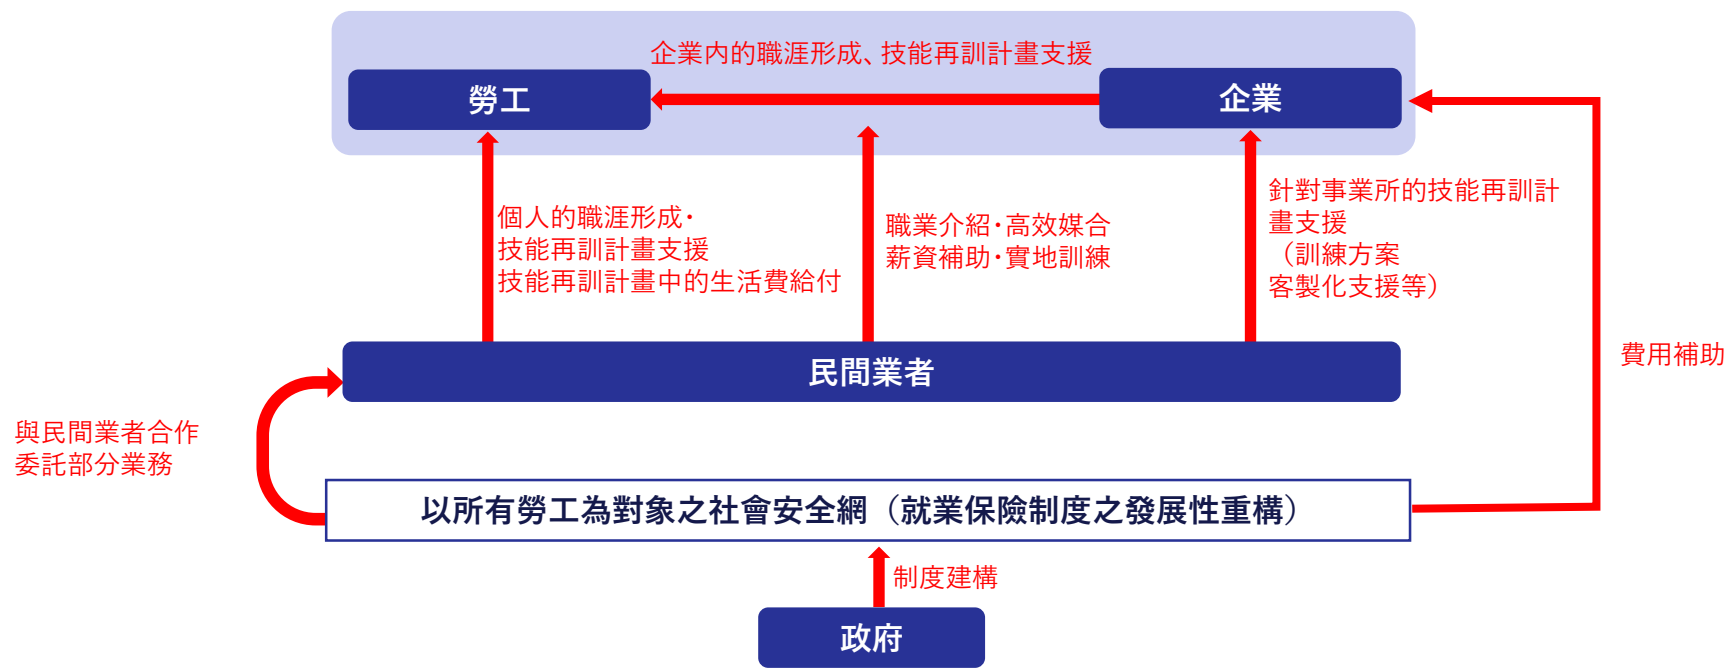 企業内的職涯形成、技能再訓計畫支援
勞工
企業
個人的職涯形成・
技能再訓計畫支援
技能再訓計畫中的生活費給付
職業介紹・高效媒合
薪資補助・實地訓練
針對事業所的技能再訓計
畫支援
（訓練方案
客製化支援等）
費用補助
民間業者
與民間業者合作
委託部分業務
以所有勞工為對象之社會安全網（就業保險制度之發展性重構）
制度建構
政府